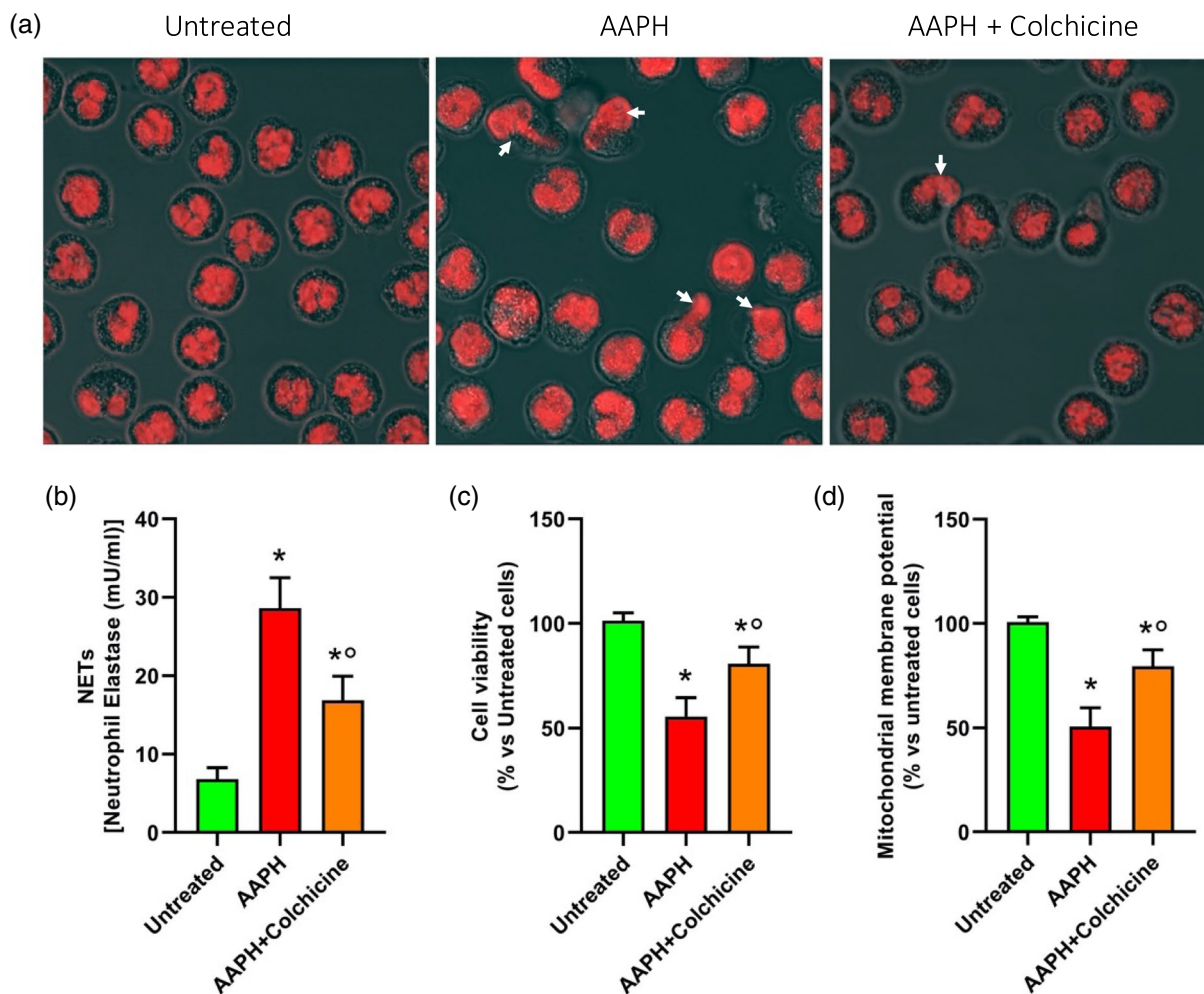 (a)
Untreated
AAPH
AAPH + Colchicine
(b)
NETs
[Neutrophil Elastase (mU/ml)]
40
30
20
10
0
*
*°
Untreated
AAPH
AAPH+Colchicine
(c)
Cell viability
(% vs Untreated cells)
150
100
50
0
*
*°
Untreated
AAPH
AAPH+Colchicine
(d)
Mitochondrial membrane potential
(% vs untreated cells)
150
100
50
0
*
*°
Untreated
AAPH
AAPH+Colchicine